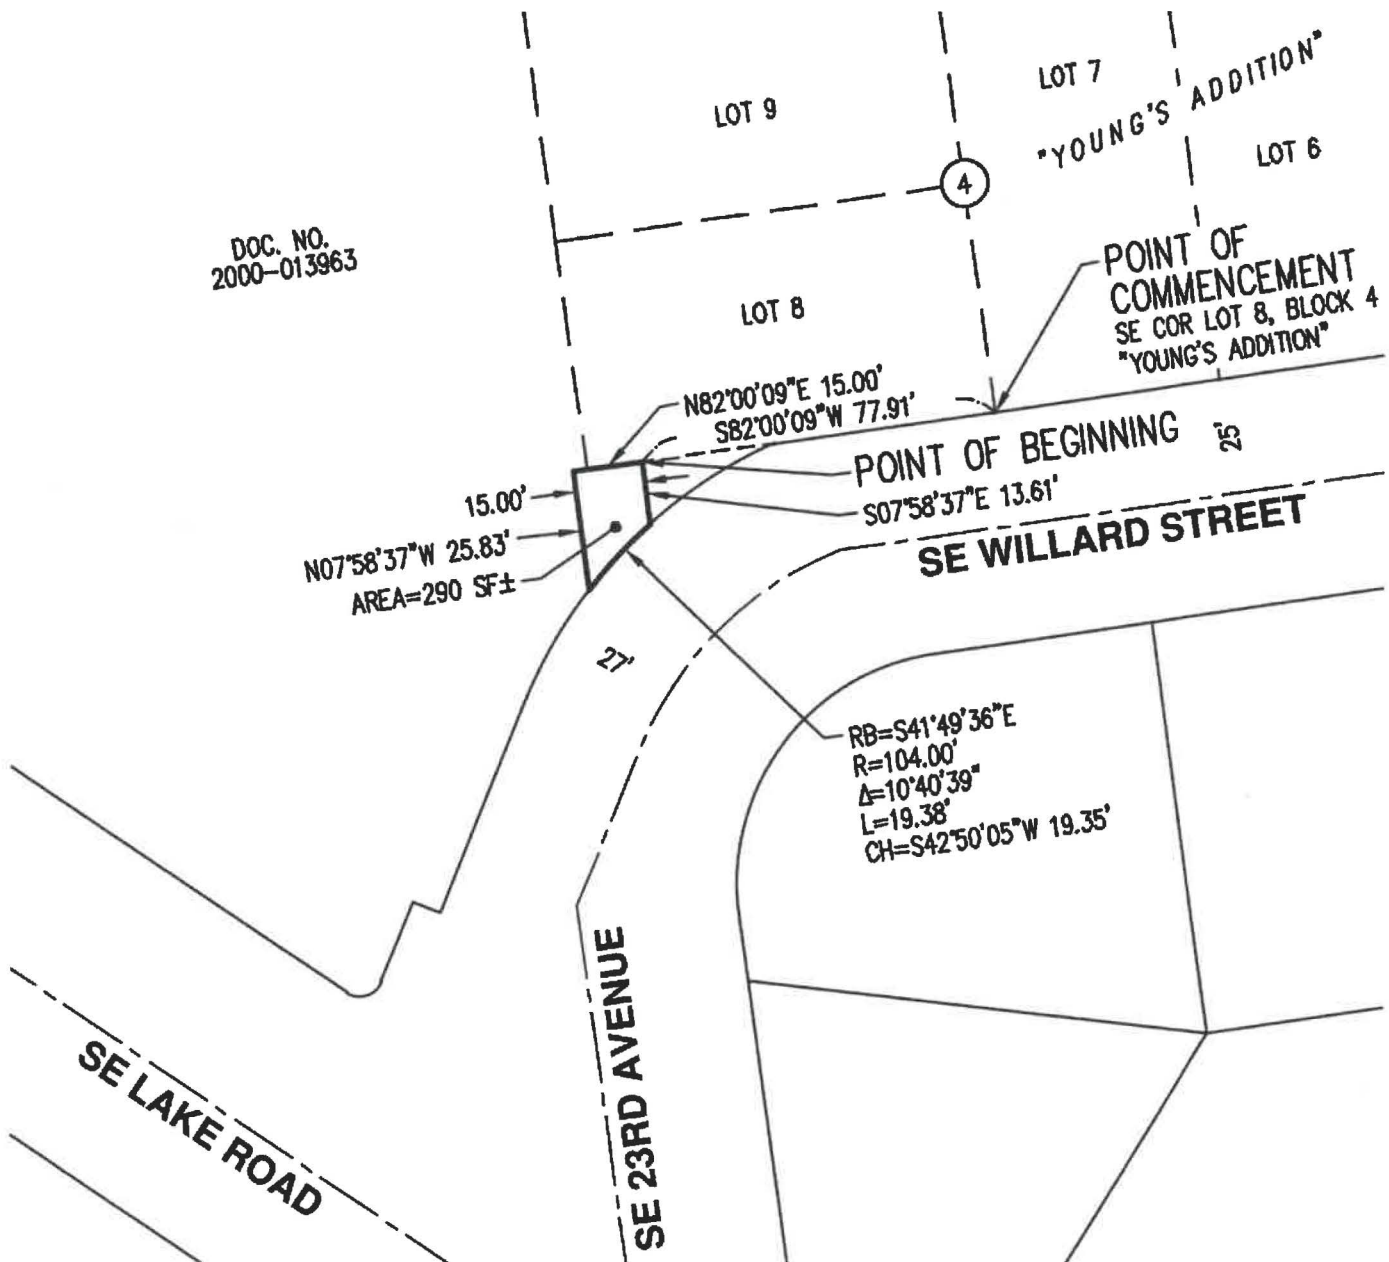 LOT 9
LOT 7
"YOUNG'S ADDITION"
LOT 6
4
DOC. NO.
2000-013963
LOT 8
POINT OF
COMMENCEMENT
SE COR LOT 8, BLOCK 4
"YOUNG'S ADDITION"
N82°00'09"E 15.00'
S82°00'09"W 77.91'
25'
POINT OF BEGINNING
15.00'
S07°58'37"E 13.61'
N07°58'37"W 25.83'
AREA=290 SF±
SE WILLARD STREET
27'
RB=S41°49'36"E
R=104.00'
Δ=10°40'39"
L=19.38'
CH=S42°50'05"W 19.35'
SE 23RD AVENUE
SE LAKE ROAD